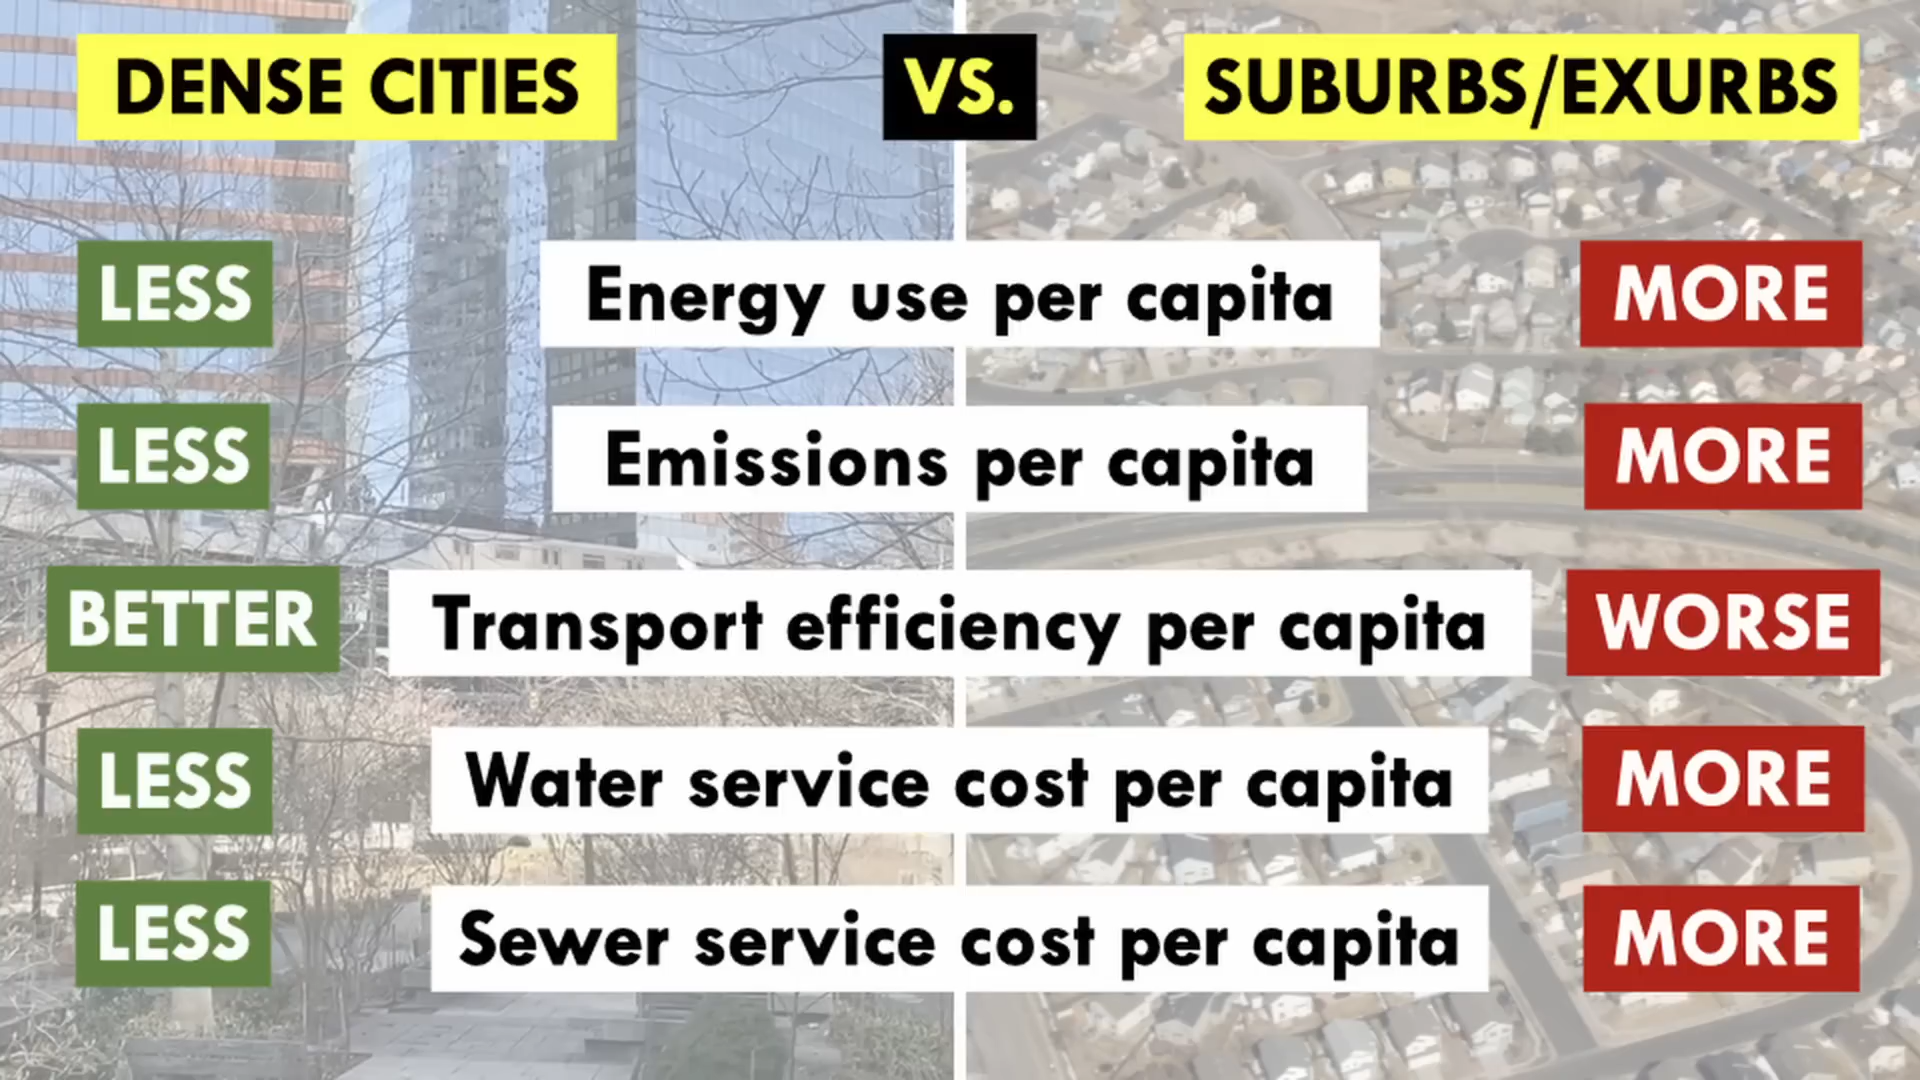 DENSE CITIES VS. SUBURBS/EXURBS
LESS Energy use per capita MORE
LESS Emissions per capita MORE
BETTER Transport efficiency per capita WORSE
LESS Water service cost per capita MORE
LESS Sewer service cost per capita MORE